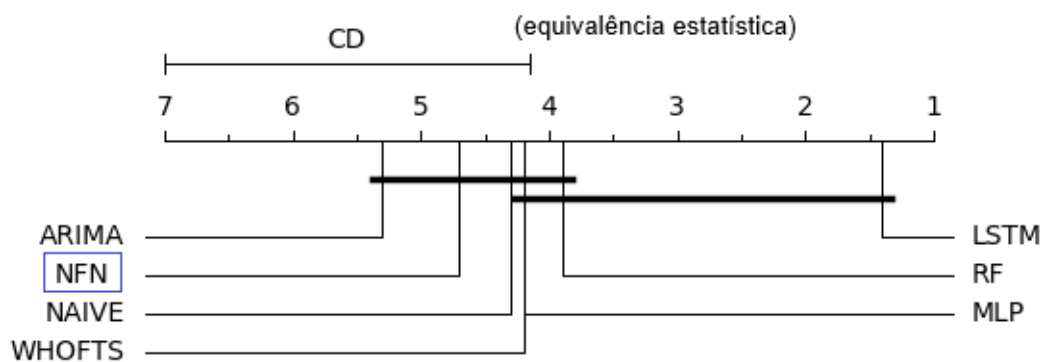 (equivalência estatística)
CD
7 6 5 4 3 2 1
ARIMA LSTM
NFN RF
NAIVE MLP
WHOFTS